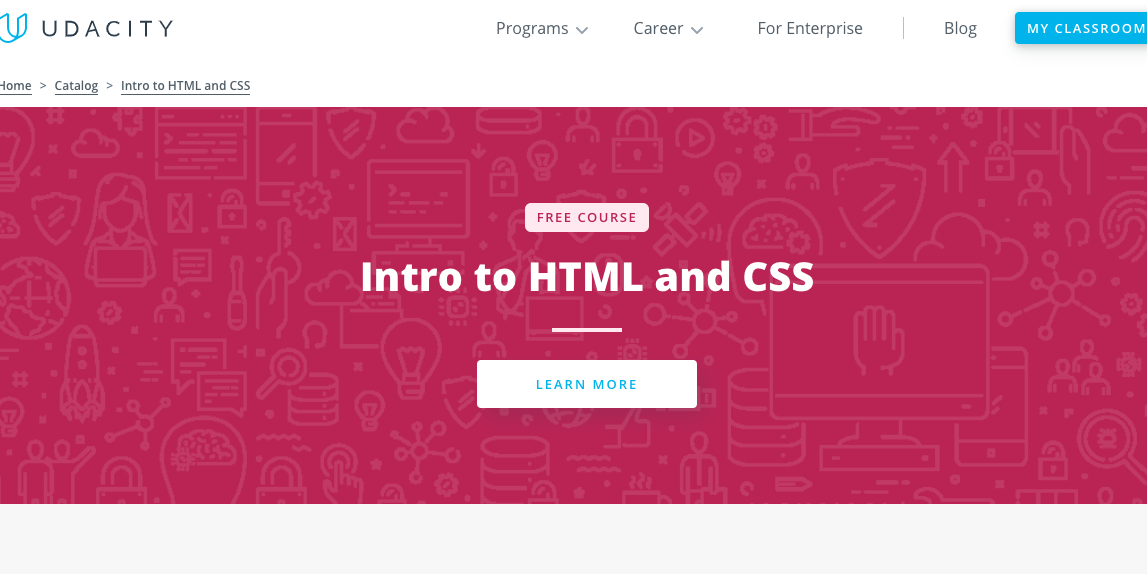 UDACITY
Programs
Career
For Enterprise
Blog
MY CLASSROOM
Home > Catalog > Intro to HTML and CSS
FREE COURSE
Intro to HTML and CSS
LEARN MORE